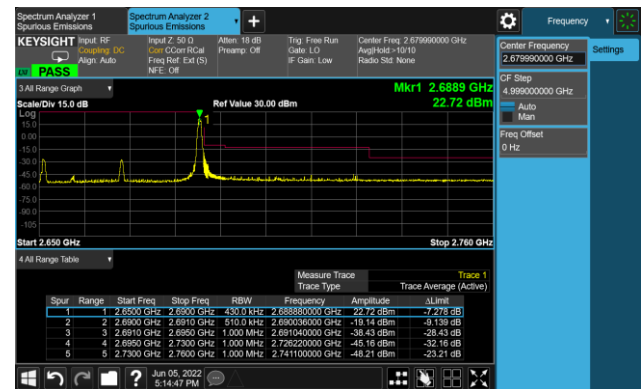 Spectrum Analyzer 1
Spurious Emissions
Spectrum Analyzer 2
Spurious Emissions
Frequency
KEYSIGHT
Input: RF
Coupling: DC
Align: Auto
Input Z: 50 Ω
Corr CCorr RCal
Freq Ref: Ext (S)
NFE: Off
Atten: 18 dB
Preamp: Off
Trig: Free Run
Gate: LO
IF Gain: Low
Center Freq: 2.679990000 GHz
Avg|Hold:>10/10
Radio Std: None
PASS
Center Frequency
2.679990000 GHz
Settings
CF Step
4.999000000 GHz
Auto
Man
Freq Offset
0 Hz
3 All Range Graph
Mkr1 2.6889 GHz
Scale/Div 15.0 dB
Ref Value 30.00 dBm
22.72 dBm
Log
1
15.0
0.00
-15.0
-30.0
-45.0
-60.0
-75.0
-90.0
-105
Start 2.650 GHz
Stop 2.760 GHz
4 All Range Table
Measure Trace Trace 1
Trace Type Trace Average (Active)
Spur Range Start Freq Stop Freq RBW Frequency Amplitude ΔLimit
1 1 2.6500 GHz 2.6900 GHz 430.0 kHz 2.688880000 GHz 22.72 dBm -7.278 dB
2 2 2.6900 GHz 2.6910 GHz 510.0 kHz 2.690036000 GHz -19.14 dBm -9.139 dB
3 3 2.6910 GHz 2.6950 GHz 1.000 MHz 2.691040000 GHz -38.43 dBm -28.43 dB
4 4 2.6950 GHz 2.7300 GHz 1.000 MHz 2.726220000 GHz -45.16 dBm -32.16 dB
5 5 2.7300 GHz 2.7600 GHz 1.000 MHz 2.741100000 GHz -48.21 dBm -23.21 dB
?
Jun 05, 2022
5:14:47 PM